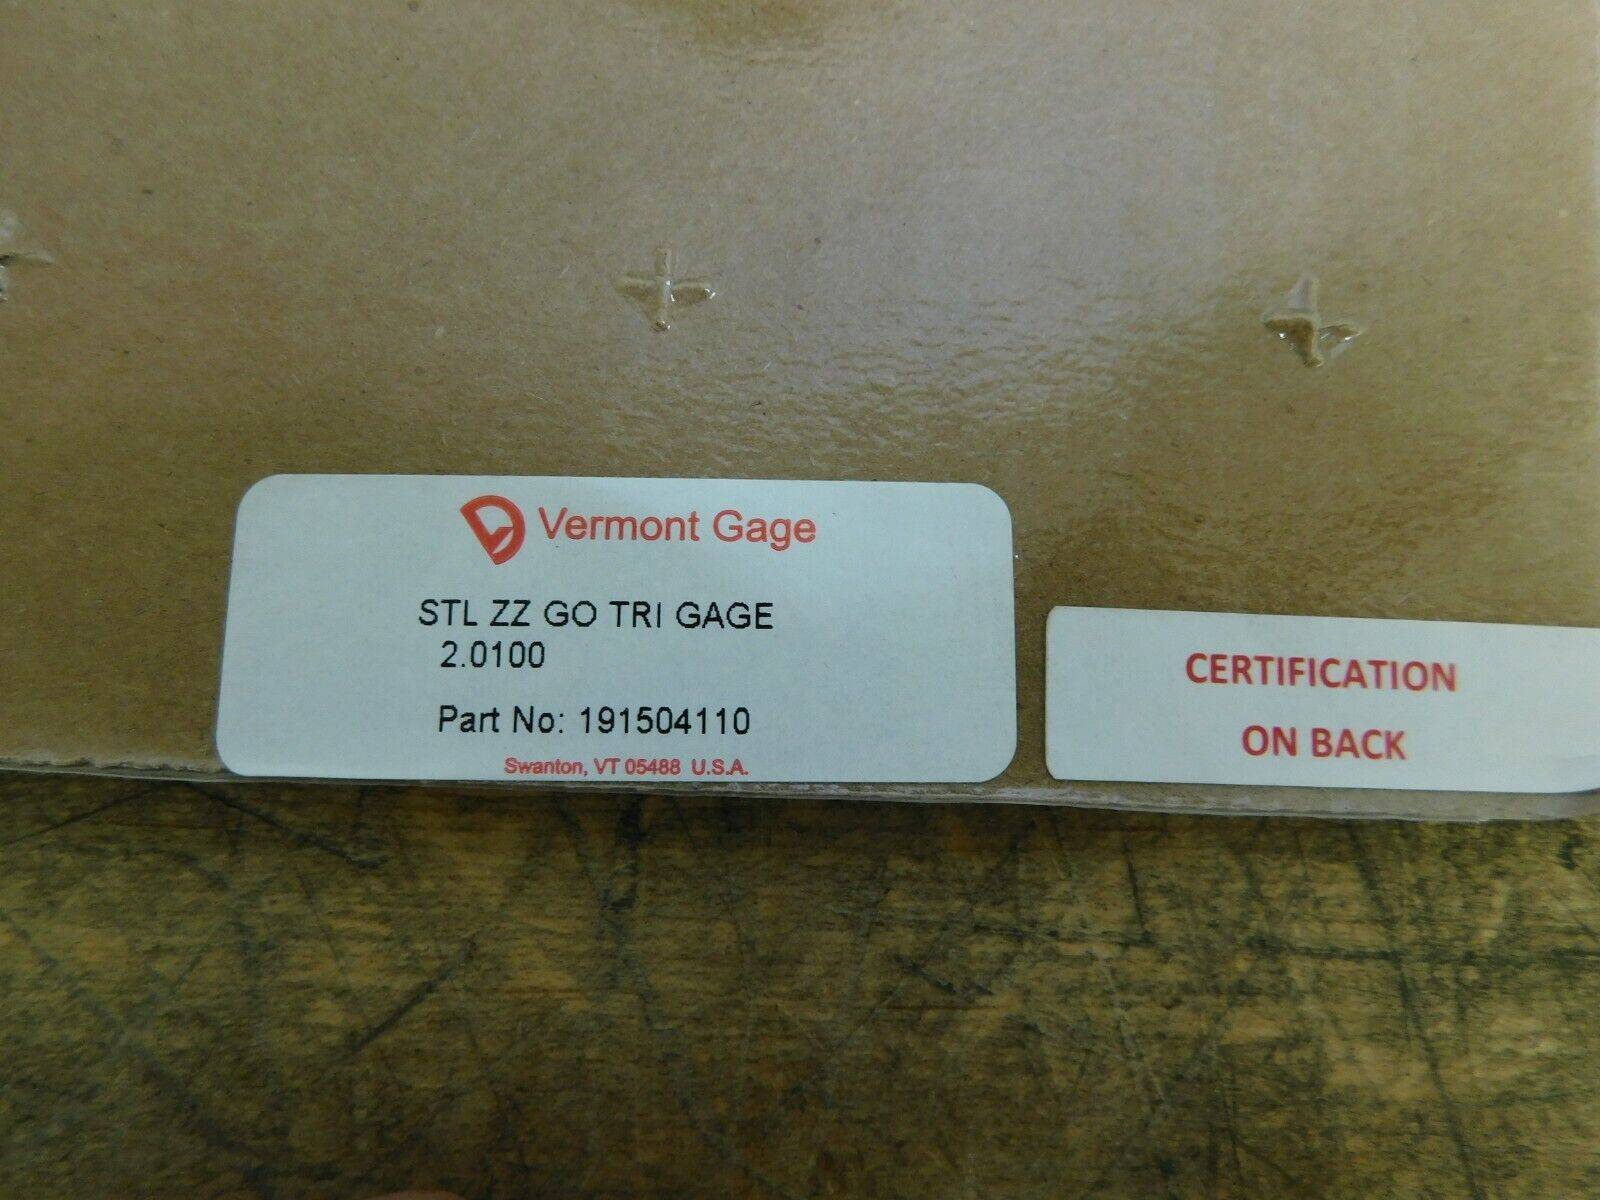 Vermont Gage
STL ZZ GO TRI GAGE
2.0100
Part No: 191504110
Swanton, VT 05488 U.S.A.
CERTIFICATION
ON BACK